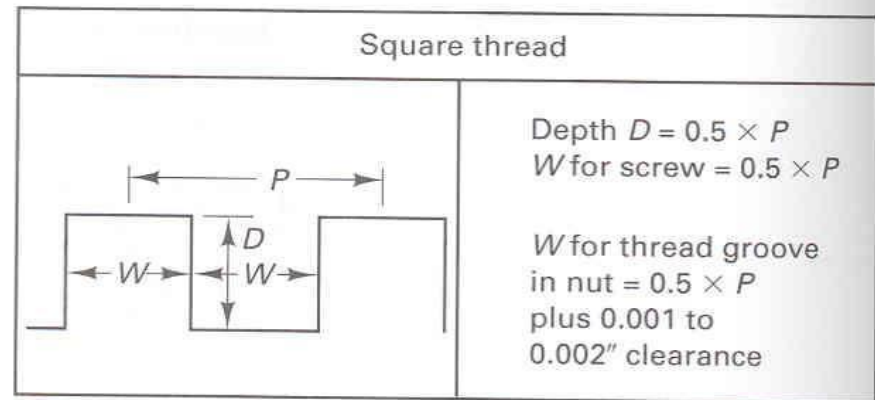 Square thread
P
D
W W
Depth D = 0.5 × P
W for screw = 0.5 × P
W for thread groove
in nut = 0.5 × P
plus 0.001 to
0.002″ clearance